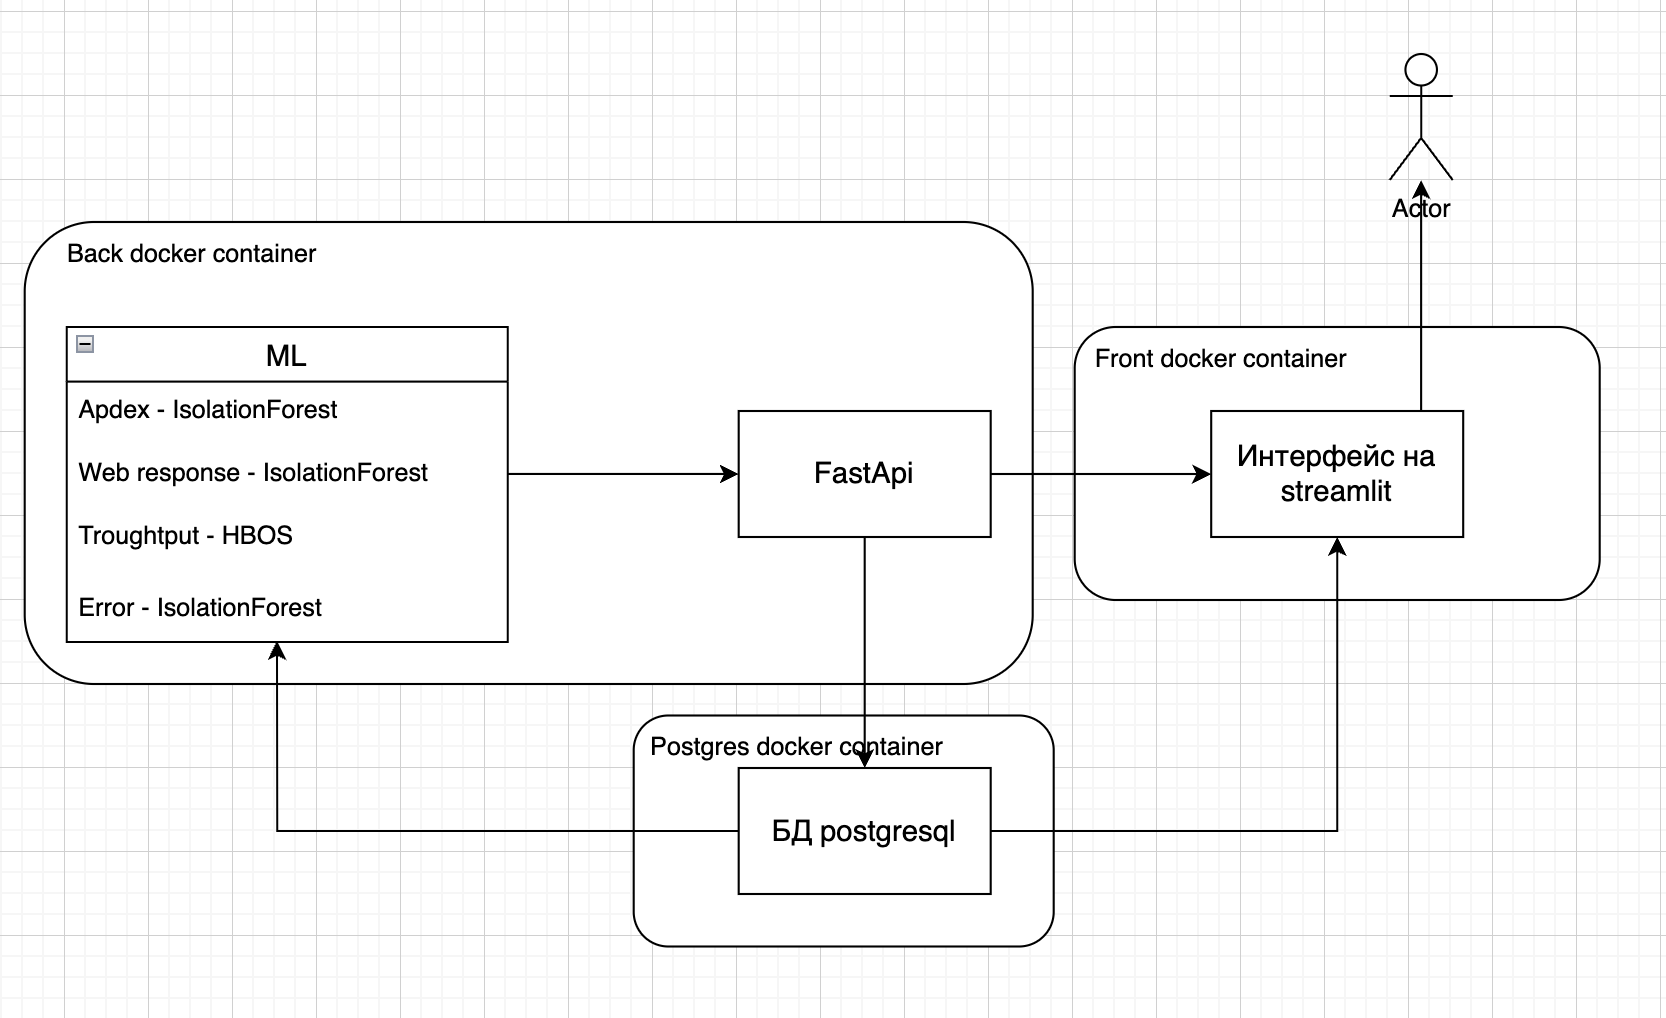 Actor
Back docker container
ML
Apdex - IsolationForest
Web response - IsolationForest
Troughtput - HBOS
Error - IsolationForest
FastApi
Front docker container
Интерфейс на
streamlit
Postgres docker container
БД postgresql